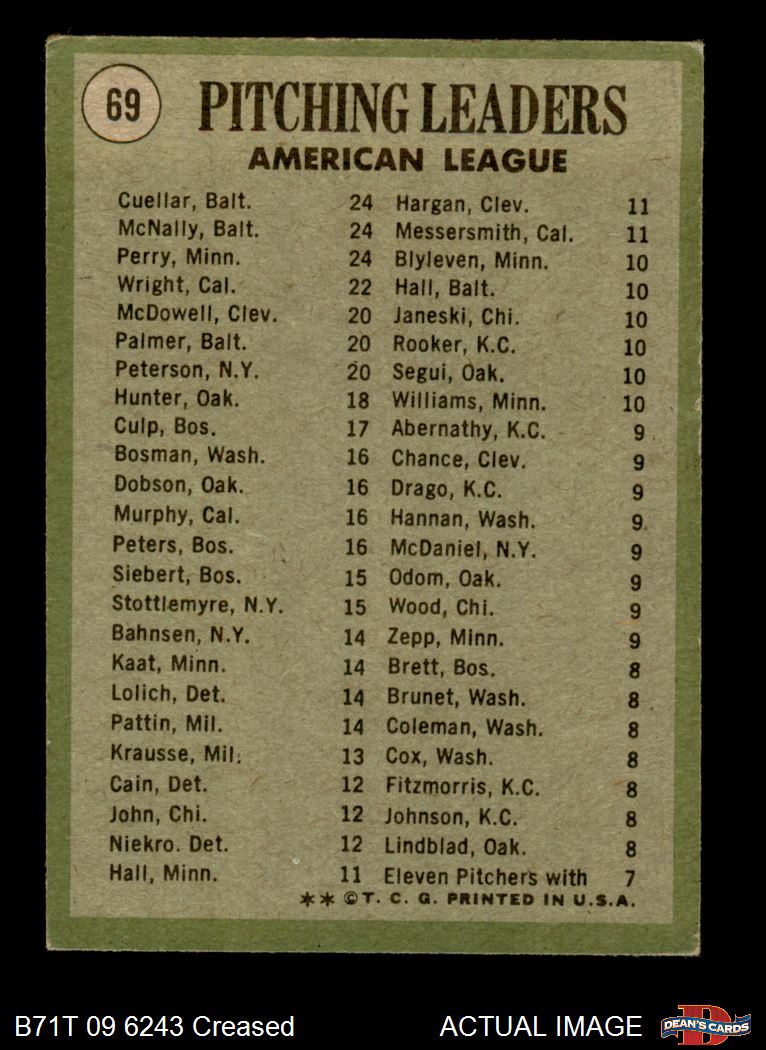 69
PITCHING LEADERS
AMERICAN LEAGUE
Cuellar, Balt. 24 Hargan, Clev. 11
McNally, Balt. 24 Messersmith, Cal. 11
Perry, Minn. 24 Blyleven, Minn. 10
Wright, Cal. 22 Hall, Balt. 10
McDowell, Clev. 20 Janeski, Chi. 10
Palmer, Balt. 20 Rooker, K.C. 10
Peterson, N.Y. 20 Segui, Oak. 10
Hunter, Oak. 18 Williams, Minn. 10
Culp, Bos. 17 Abernathy, K.C. 9
Bosman, Wash. 16 Chance, Clev. 9
Dobson, Oak. 16 Drago, K.C. 9
Murphy, Cal. 16 Hannan, Wash. 9
Peters, Bos. 16 McDaniel, N.Y. 9
Siebert, Bos. 15 Odom, Oak. 9
Stottlemyre, N.Y. 15 Wood, Chi. 9
Bahnsen, N.Y. 14 Zepp, Minn. 9
Kaat, Minn. 14 Brett, Bos. 8
Lolich, Det. 14 Brunet, Wash. 8
Pattin, Mil. 14 Coleman, Wash. 8
Krausse, Mil. 13 Cox, Wash. 8
Cain, Det. 12 Fitzmorris, K.C. 8
John, Chi. 12 Johnson, K.C. 8
Niekro. Det. 12 Lindblad, Oak. 8
Hall, Minn. 11 Eleven Pitchers with 7
** ©T. C. G. PRINTED IN U.S.A.
B71T 09 6243 Creased ACTUAL IMAGE
D
DEAN'S CARDS